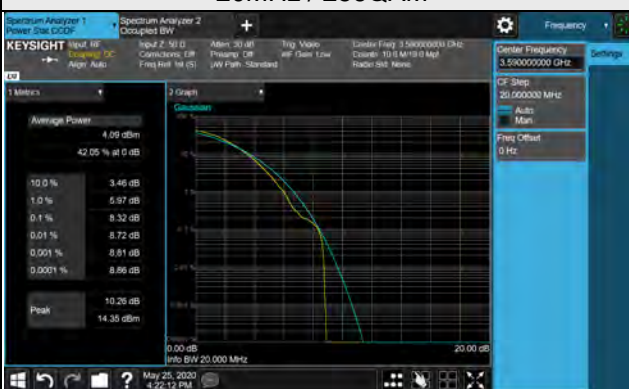 20MHz / 256QAM
Spectrum Analyzer 1
Power Stat CCDF
Spectrum Analyzer 2
Occupied BW
+
Frequency
KEYSIGHT
Input: RF
Coupling: DC
Align: Auto
Input Z: 50 Ω
Corrections: Off
Freq Ref: Int (S)
Atten: 30 dB
Preamp: Off
µW Path: Standard
Trig: Video
#IF Gain: Low
Center Freq: 3.590000000 GHz
Counts: 10.0 M/10.0 Mpt
Radio Std: None
Center Frequency
3.590000000 GHz
Settings
CF Step
20.000000 MHz
Auto
Man
Freq Offset
0 Hz
1 Metrics
2 Graph
Gaussian
Average Power
4.09 dBm
42.05 % at 0 dB
10.0 % 3.46 dB
1.0 % 5.97 dB
0.1 % 8.32 dB
0.01 % 8.72 dB
0.001 % 8.81 dB
0.0001 % 8.86 dB
Peak
10.26 dB
14.35 dBm
0.00 dB
20.00 dB
Info BW 20.000 MHz
?
May 25, 2020
4:22:12 PM